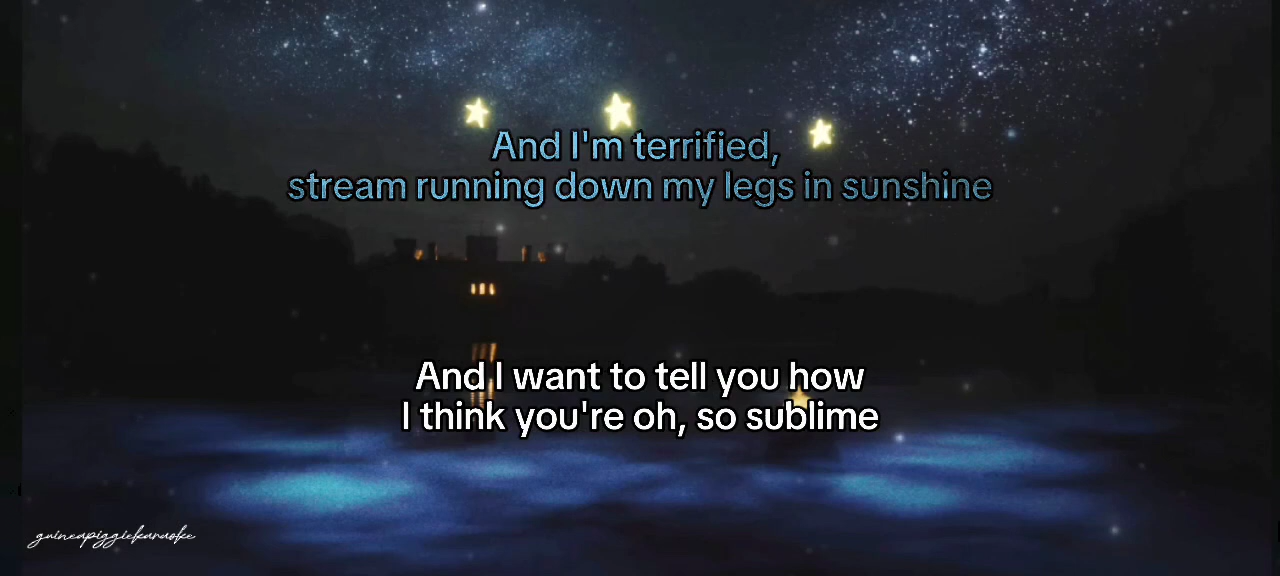 And I'm terrified,
stream running down my legs in sunshine
And I want to tell you how
I think you're oh, so sublime
guineapiggiekaraoke